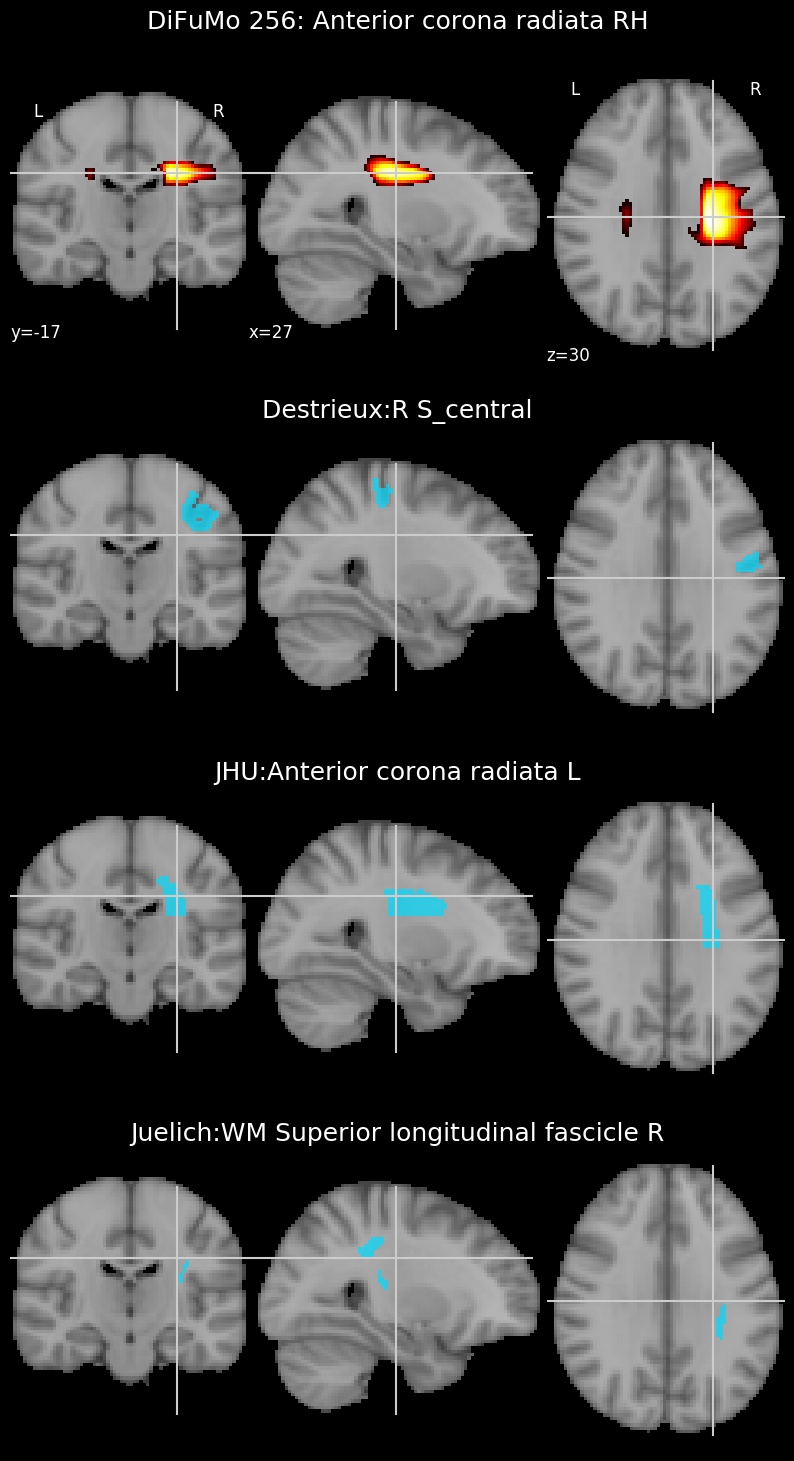 DiFuMo 256: Anterior corona radiata RH
L R L R
y=-17 x=27 z=30
Destrieux:R S_central
JHU:Anterior corona radiata L
Juelich:WM Superior longitudinal fascicle R